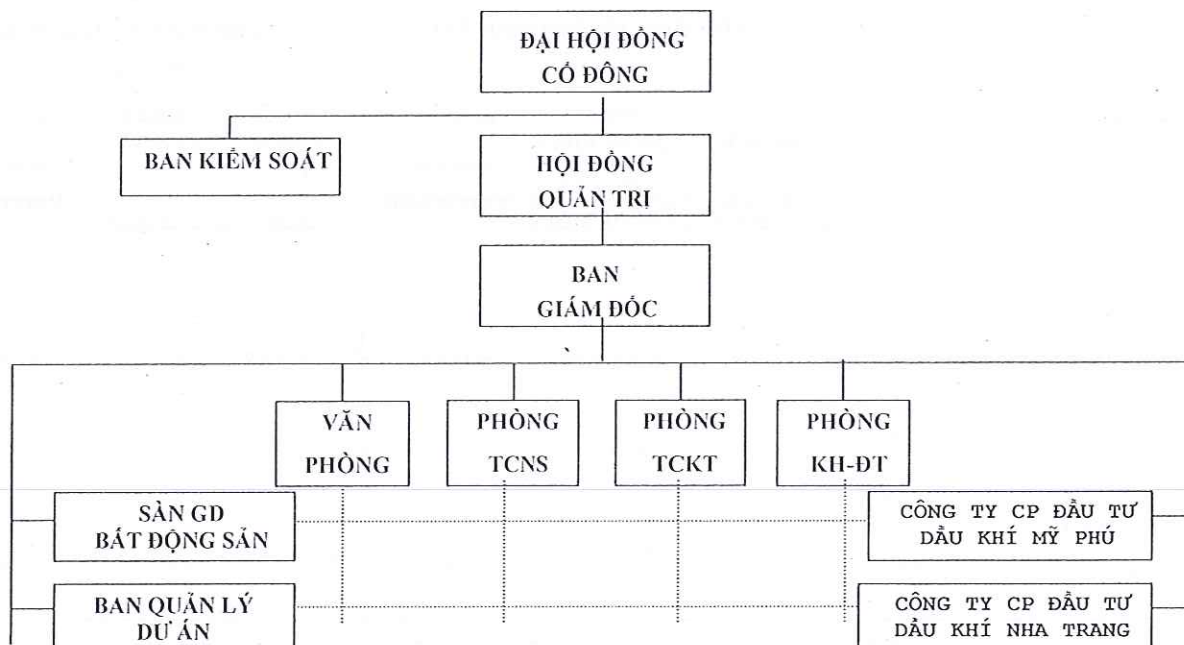 ĐẠI HỘI ĐỒNG
CỔ ĐÔNG
BAN KIỂM SOÁT
HỘI ĐỒNG
QUẢN TRỊ
BAN
GIÁM ĐỐC
VĂN
PHÒNG
PHÒNG
TCNS
PHÒNG
TCKT
PHÒNG
KH-ĐT
SÀN GD
BẤT ĐỘNG SẢN
CÔNG TY CP ĐẦU TƯ
DẦU KHÍ MỸ PHÚ
BAN QUẢN LÝ
DỰ ÁN
CÔNG TY CP ĐẦU TƯ
DẦU KHÍ NHA TRANG